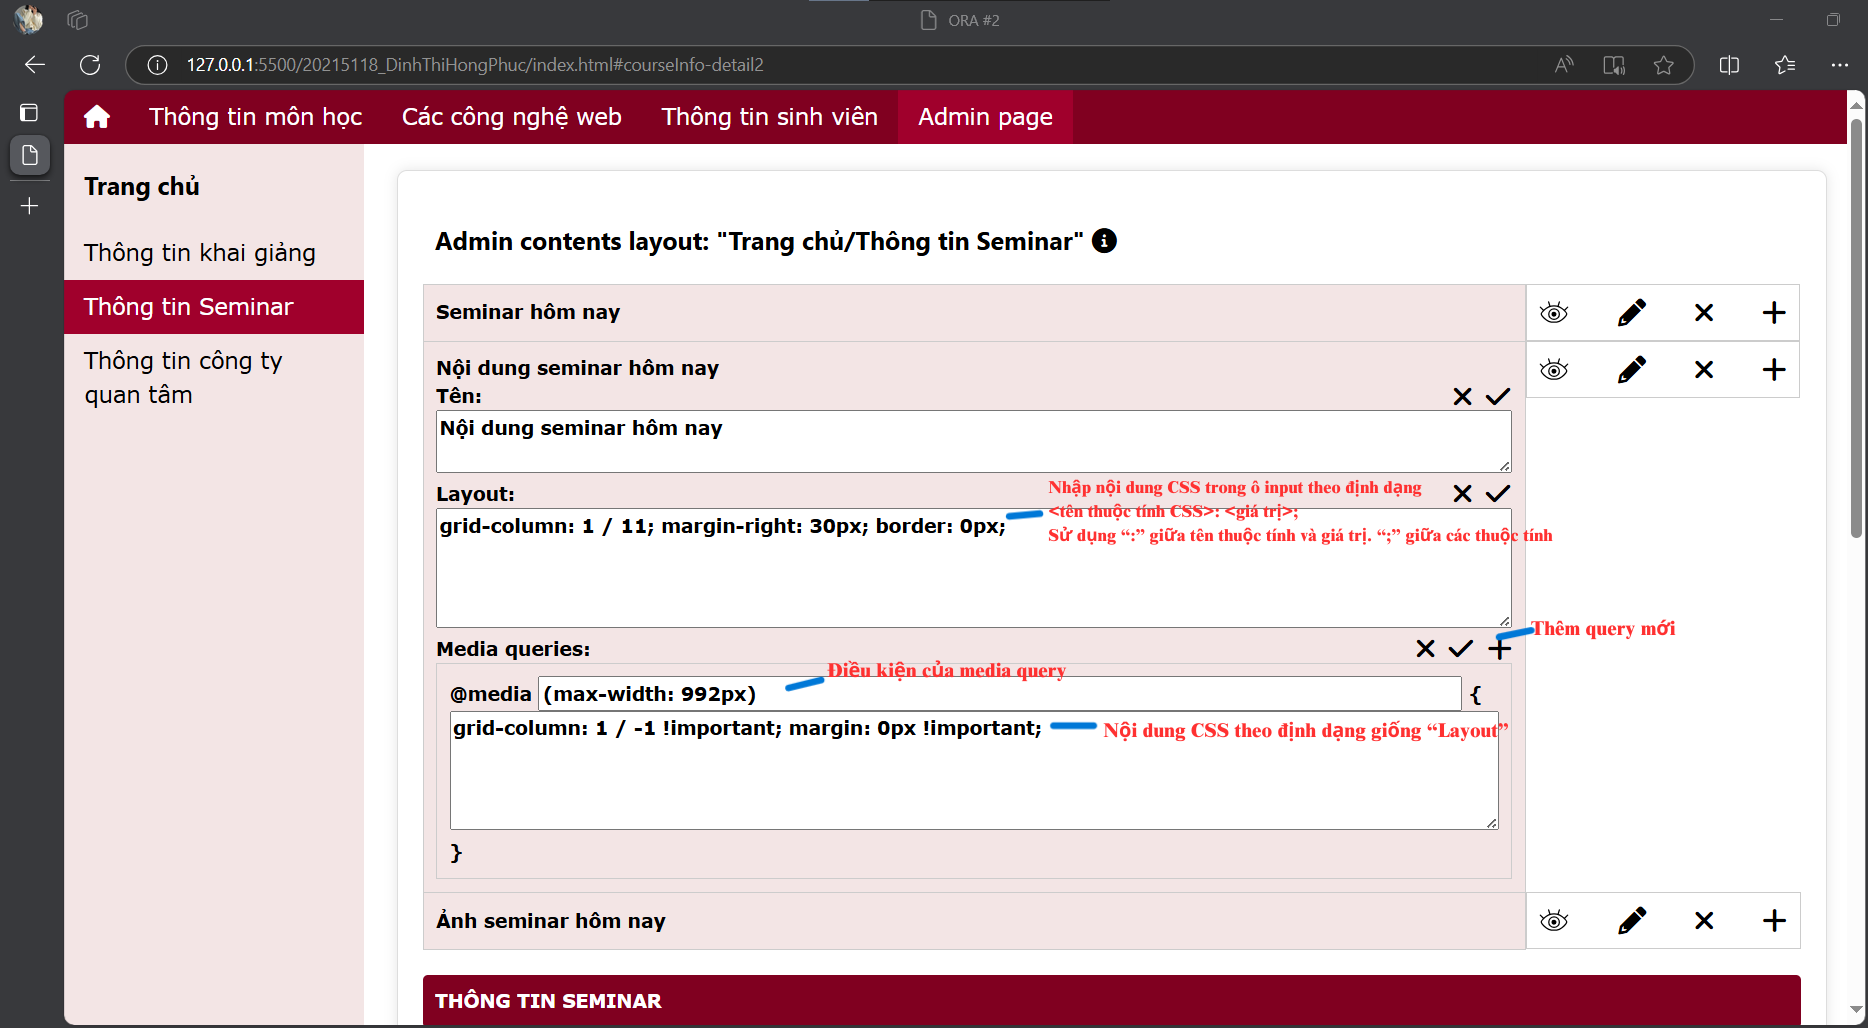 ORA #2
127.0.0.1:5500/20215118_DinhThiHongPhuc/index.html#courseInfo-detail2
Thông tin môn học
Các công nghệ web
Thông tin sinh viên
Admin page
Trang chủ
Thông tin khai giảng
Thông tin Seminar
Thông tin công ty
quan tâm
Admin contents layout: "Trang chủ/Thông tin Seminar"
Seminar hôm nay
Nội dung seminar hôm nay
Tên:
Nội dung seminar hôm nay
Layout:
Nhập nội dung CSS trong ô input theo định dạng
<tên thuộc tính CSS>: <giá trị>;
Sử dụng “:” giữa tên thuộc tính và giá trị. “;” giữa các thuộc tính
grid-column: 1 / 11; margin-right: 30px; border: 0px;
Thêm query mới
Media queries:
Điều kiện của media query
@media (max-width: 992px) {
grid-column: 1 / -1 !important; margin: 0px !important;
Nội dung CSS theo định dạng giống “Layout”
}
Ảnh seminar hôm nay
THÔNG TIN SEMINAR